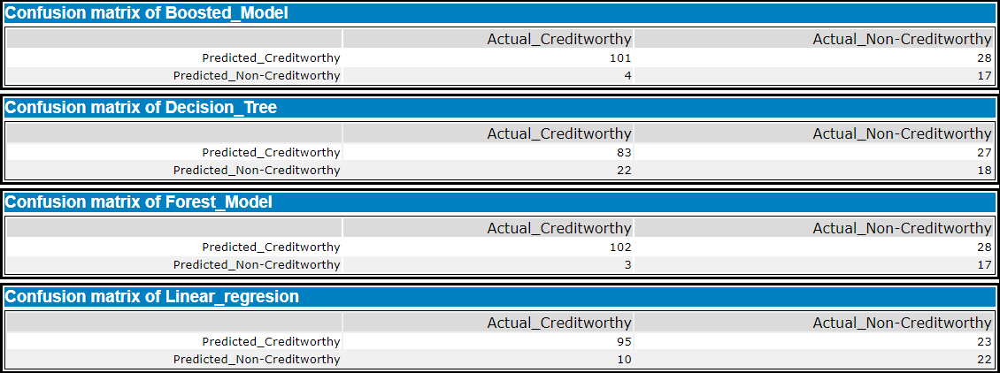 Confusion matrix of Boosted_Model
Actual_Creditworthy Actual_Non-Creditworthy
Predicted_Creditworthy 101 28
Predicted_Non-Creditworthy 4 17
Confusion matrix of Decision_Tree
Actual_Creditworthy Actual_Non-Creditworthy
Predicted_Creditworthy 83 27
Predicted_Non-Creditworthy 22 18
Confusion matrix of Forest_Model
Actual_Creditworthy Actual_Non-Creditworthy
Predicted_Creditworthy 102 28
Predicted_Non-Creditworthy 3 17
Confusion matrix of Linear_regresion
Actual_Creditworthy Actual_Non-Creditworthy
Predicted_Creditworthy 95 23
Predicted_Non-Creditworthy 10 22